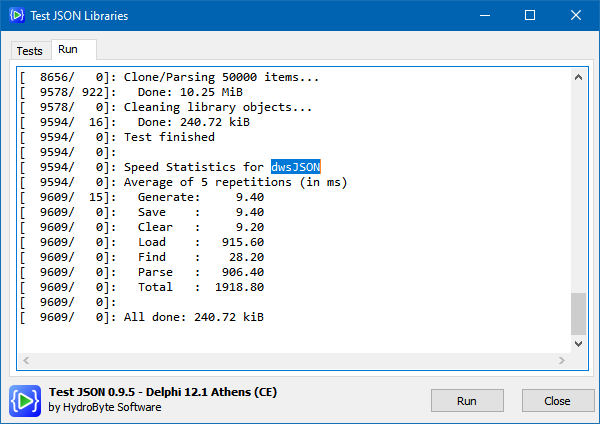 Test JSON Libraries
Tests
Run
[  8656/   0]: Clone/Parsing 50000 items...
[  9578/ 922]:   Done: 10.25 MiB
[  9578/   0]: Cleaning library objects...
[  9594/  16]:   Done: 240.72 kiB
[  9594/   0]: Test finished
[  9594/   0]:
[  9594/   0]: Speed Statistics for dwsJSON
[  9594/   0]: Average of 5 repetitions (in ms)
[  9609/  15]:   Generate:     9.40
[  9609/   0]:   Save    :     9.40
[  9609/   0]:   Clear   :     9.20
[  9609/   0]:   Load    :   915.60
[  9609/   0]:   Find    :    28.20
[  9609/   0]:   Parse   :   906.40
[  9609/   0]:   Total   :  1918.80
[  9609/   0]:
[  9609/   0]: All done: 240.72 kiB
Test JSON 0.9.5 - Delphi 12.1 Athens (CE)
by HydroByte Software
Run
Close